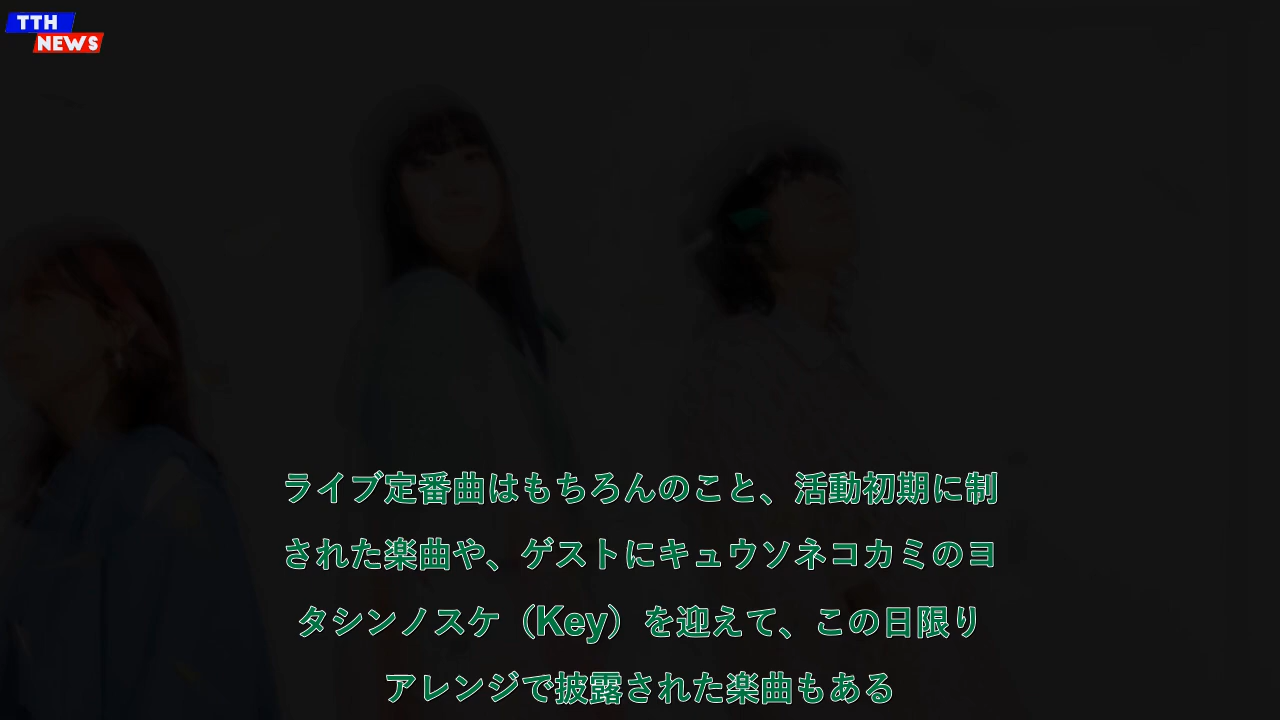 TTH
NEWS
ライブ定番曲はもちろんのこと、活動初期に制
された楽曲や、ゲストにキュウソネコカミのヨ
タシンノスケ（Key）を迎えて、この日限り
アレンジで披露された楽曲もある